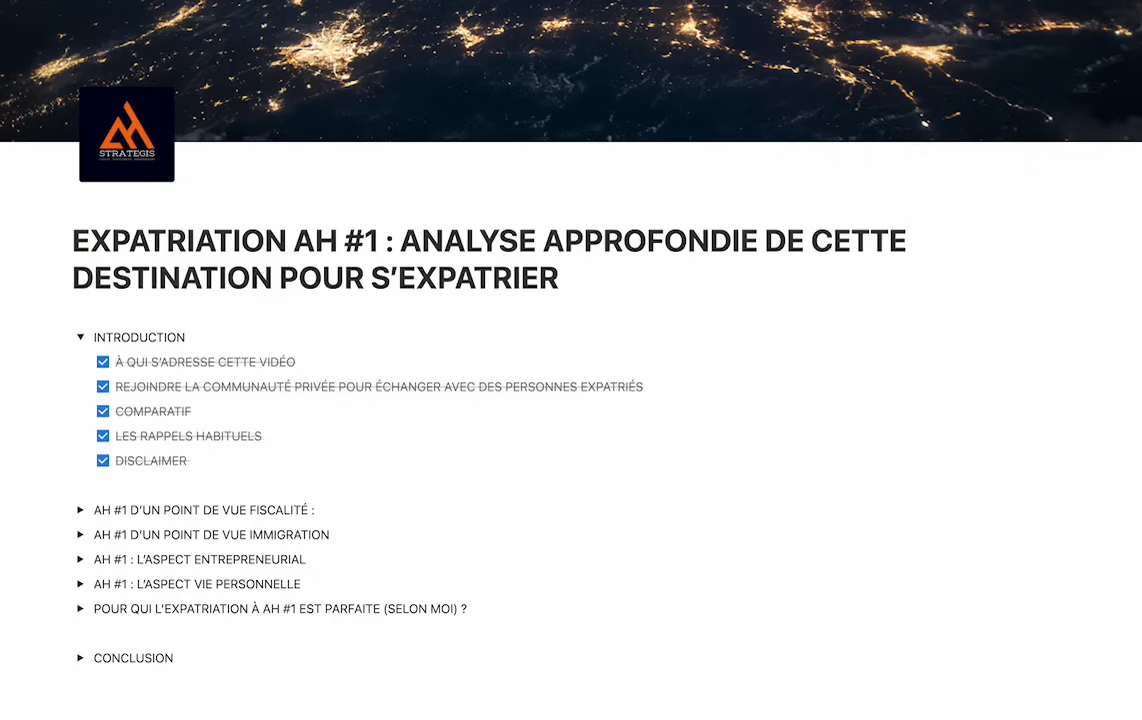 STRATEGIS
EXPATRIATION AH #1 : ANALYSE APPROFONDIE DE CETTE
DESTINATION POUR S'EXPATRIER
INTRODUCTION
À QUI S'ADRESSE CETTE VIDÉO
REJOINDRE LA COMMUNAUTÉ PRIVÉE POUR ÉCHANGER AVEC DES PERSONNES EXPATRIÉS
COMPARATIF
LES RAPPELS HABITUELS
DISCLAIMER
AH #1 D'UN POINT DE VUE FISCALITÉ :
AH #1 D'UN POINT DE VUE IMMIGRATION
AH #1 : L'ASPECT ENTREPRENEURIAL
AH #1 : L'ASPECT VIE PERSONNELLE
POUR QUI L'EXPATRIATION À AH #1 EST PARFAITE (SELON MOI) ?
CONCLUSION